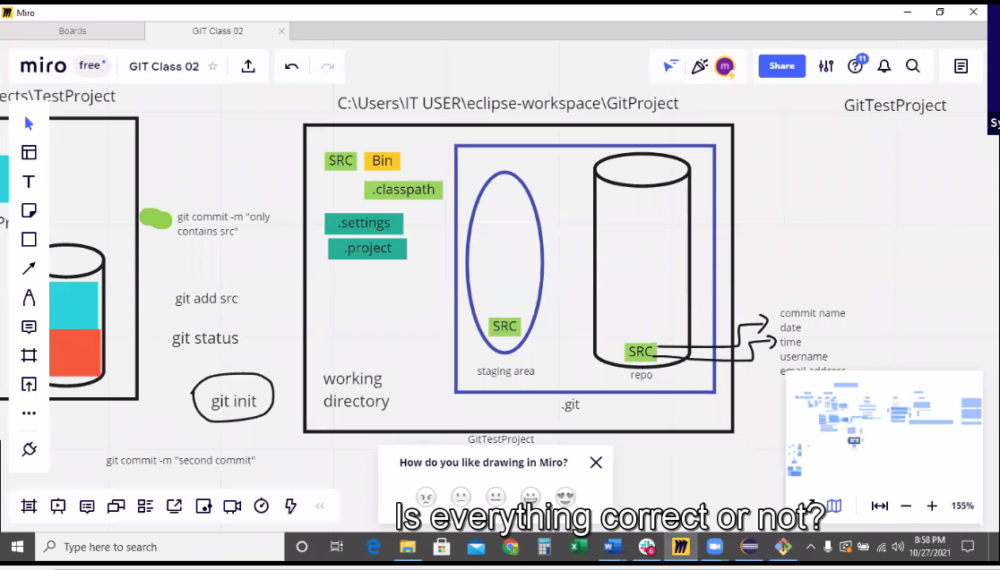 Miro
Boards
GIT Class 02
miro
free
GIT Class 02
11
m
Share
ects\TestProject
C:\Users\IT USER\eclipse-workspace\GitProject
GitTestProject
SRC
Bin
.classpath
git commit -m "only
contains src"
.settings
.project
git add src
git status
git init
git commit -m "second commit"
SRC
staging area
SRC
repo
commit name
date
time
username
email address
working
directory
.git
GitTestProject
How do you like drawing in Miro?
Is everything correct or not?
155%
Type here to search
8:58 PM
10/27/2021